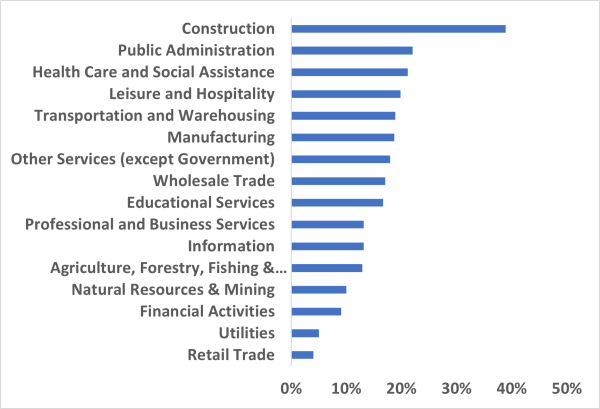 Construction
Public Administration
Health Care and Social Assistance
Leisure and Hospitality
Transportation and Warehousing
Manufacturing
Other Services (except Government)
Wholesale Trade
Educational Services
Professional and Business Services
Information
Agriculture, Forestry, Fishing &...
Natural Resources & Mining
Financial Activities
Utilities
Retail Trade
0% 10% 20% 30% 40% 50%